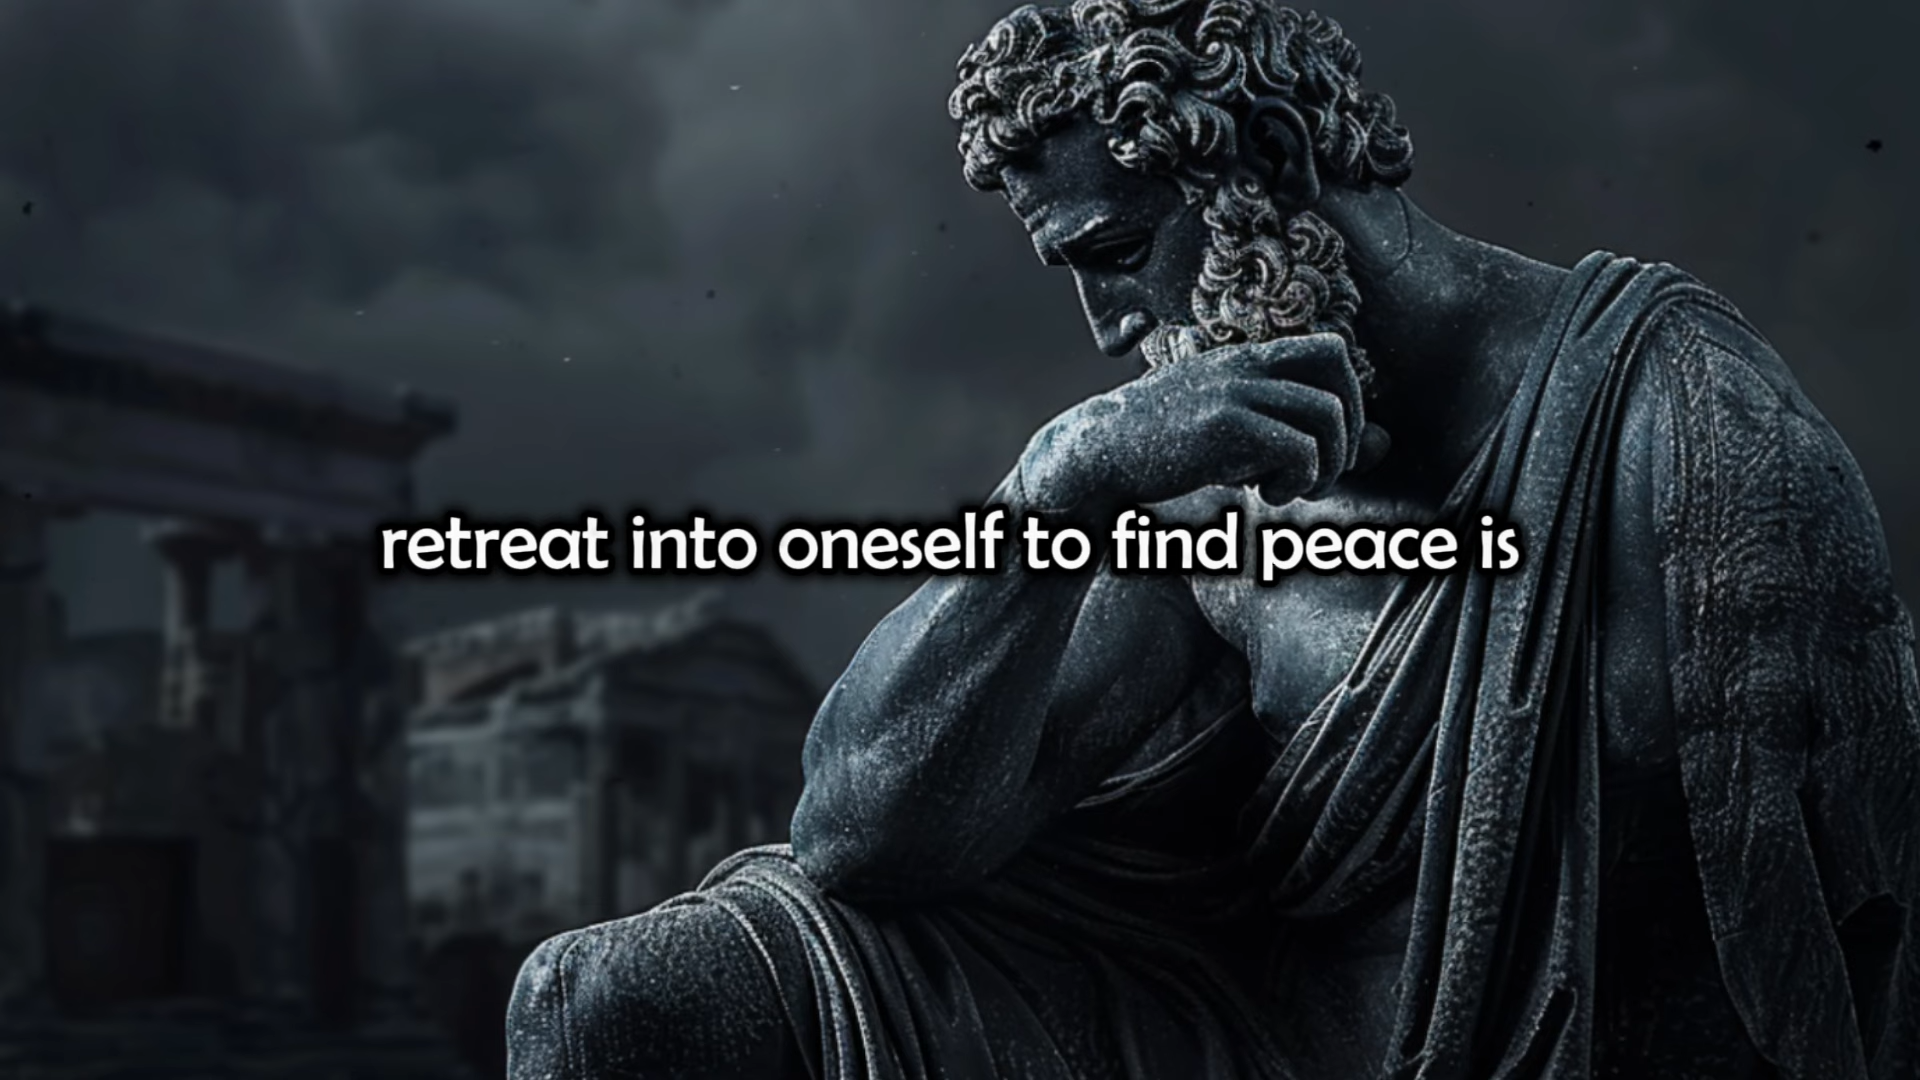 retreat into oneself to find peace is